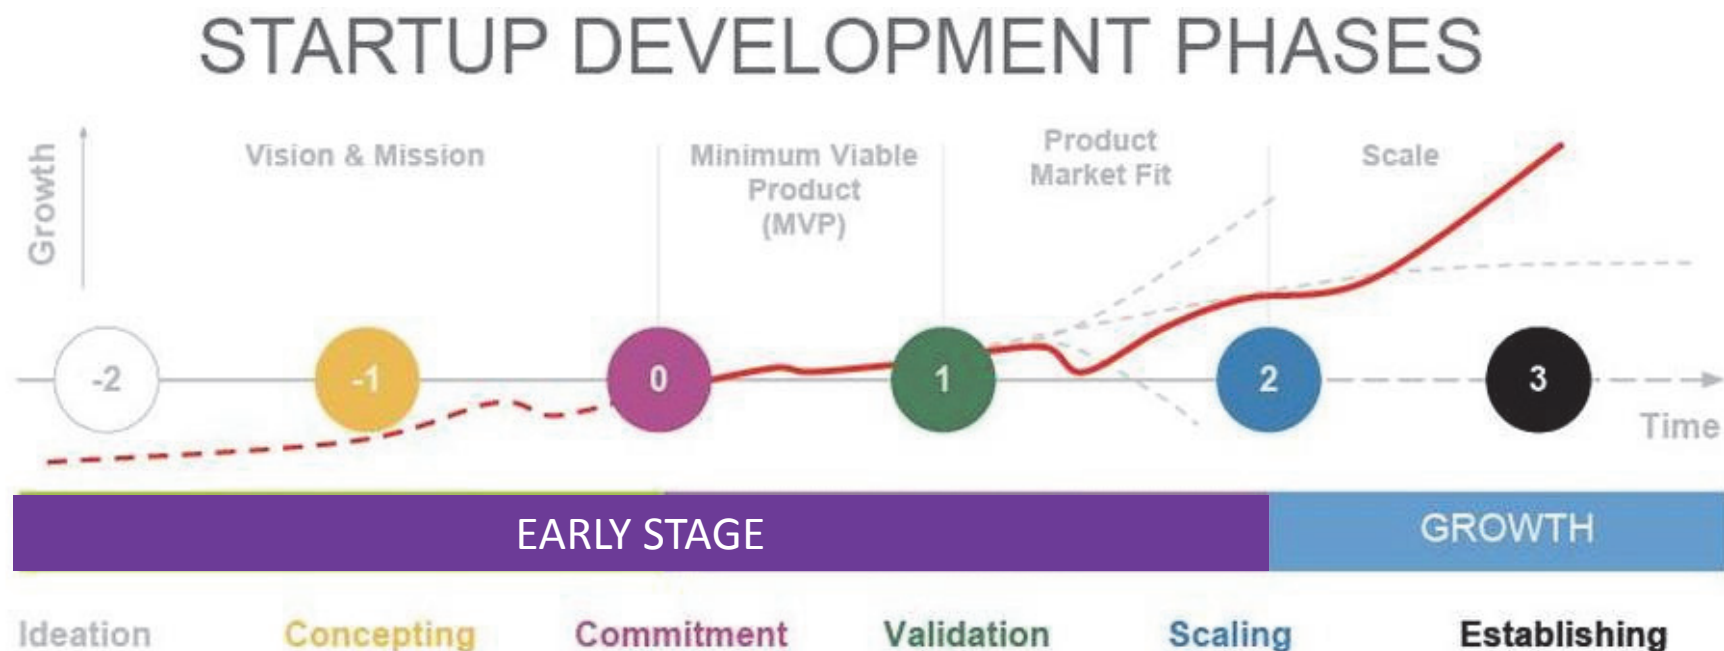 STARTUP DEVELOPMENT PHASES
Growth
Vision & Mission
Minimum Viable
Product
(MVP)
Product
Market Fit
Scale
-2
-1
0
1
2
3
Time
EARLY STAGE
GROWTH
Ideation
Concepting
Commitment
Validation
Scaling
Establishing